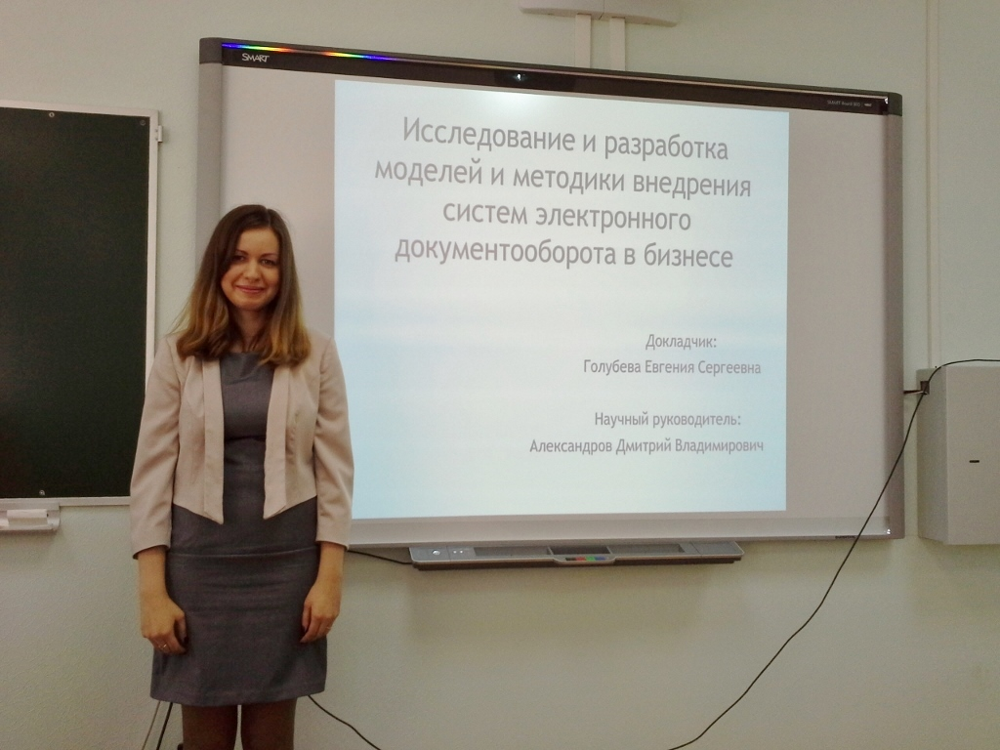 SMART
Исследование и разработка
моделей и методики внедрения
систем электронного
документооборота в бизнесе
Докладчик:
Голубева Евгения Сергеевна
Научный руководитель:
Александров Дмитрий Владимирович